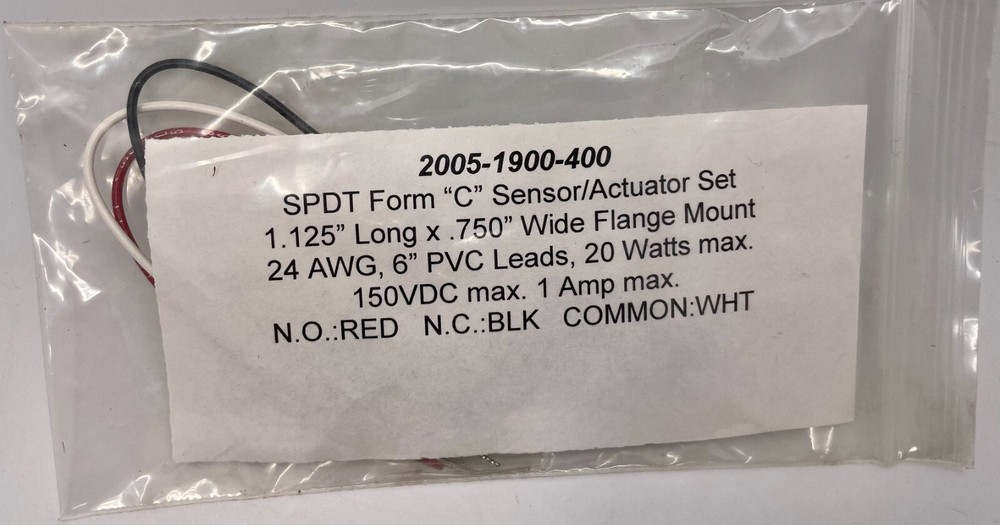 2005-1900-400
SPDT Form “C” Sensor/Actuator Set
1.125” Long x .750” Wide Flange Mount
24 AWG, 6” PVC Leads, 20 Watts max.
150VDC max. 1 Amp max.
N.O.:RED N.C.:BLK COMMON:WHT